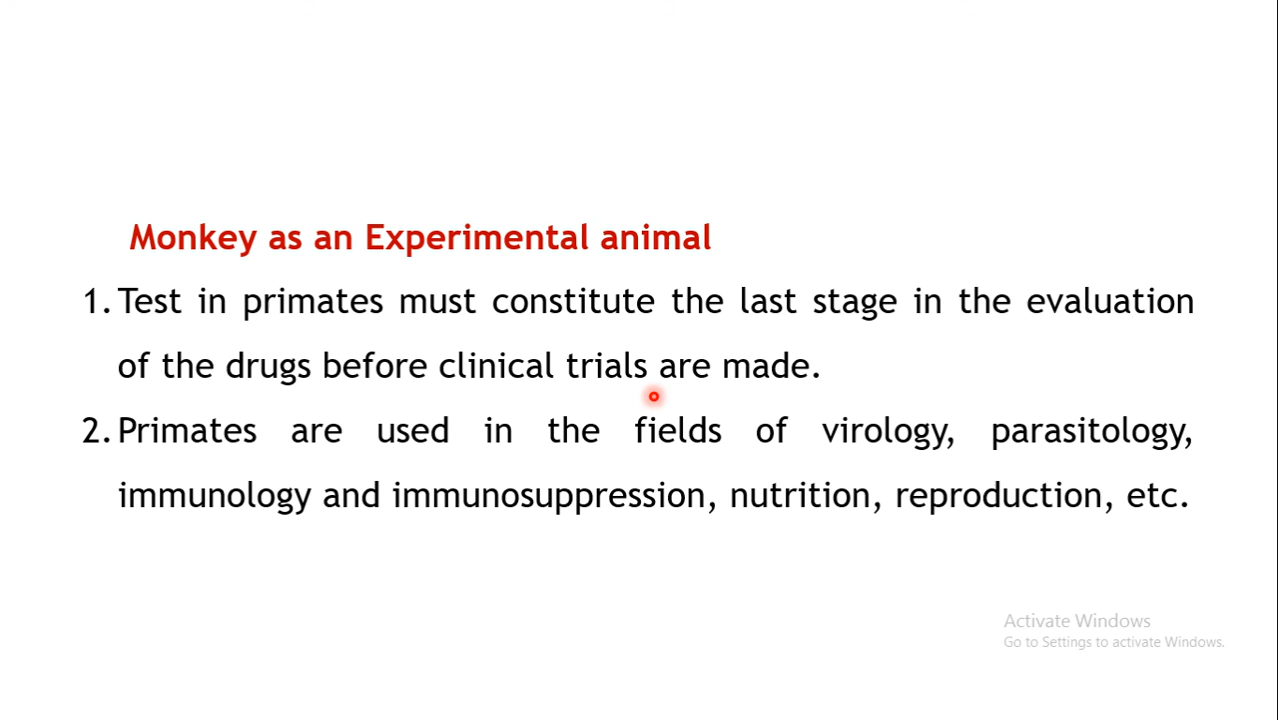 Monkey as an Experimental animal
1. Test in primates must constitute the last stage in the evaluation
of the drugs before clinical trials are made.
2. Primates are used in the fields of virology, parasitology,
immunology and immunosuppression, nutrition, reproduction, etc.
Activate Windows
Go to Settings to activate Windows.